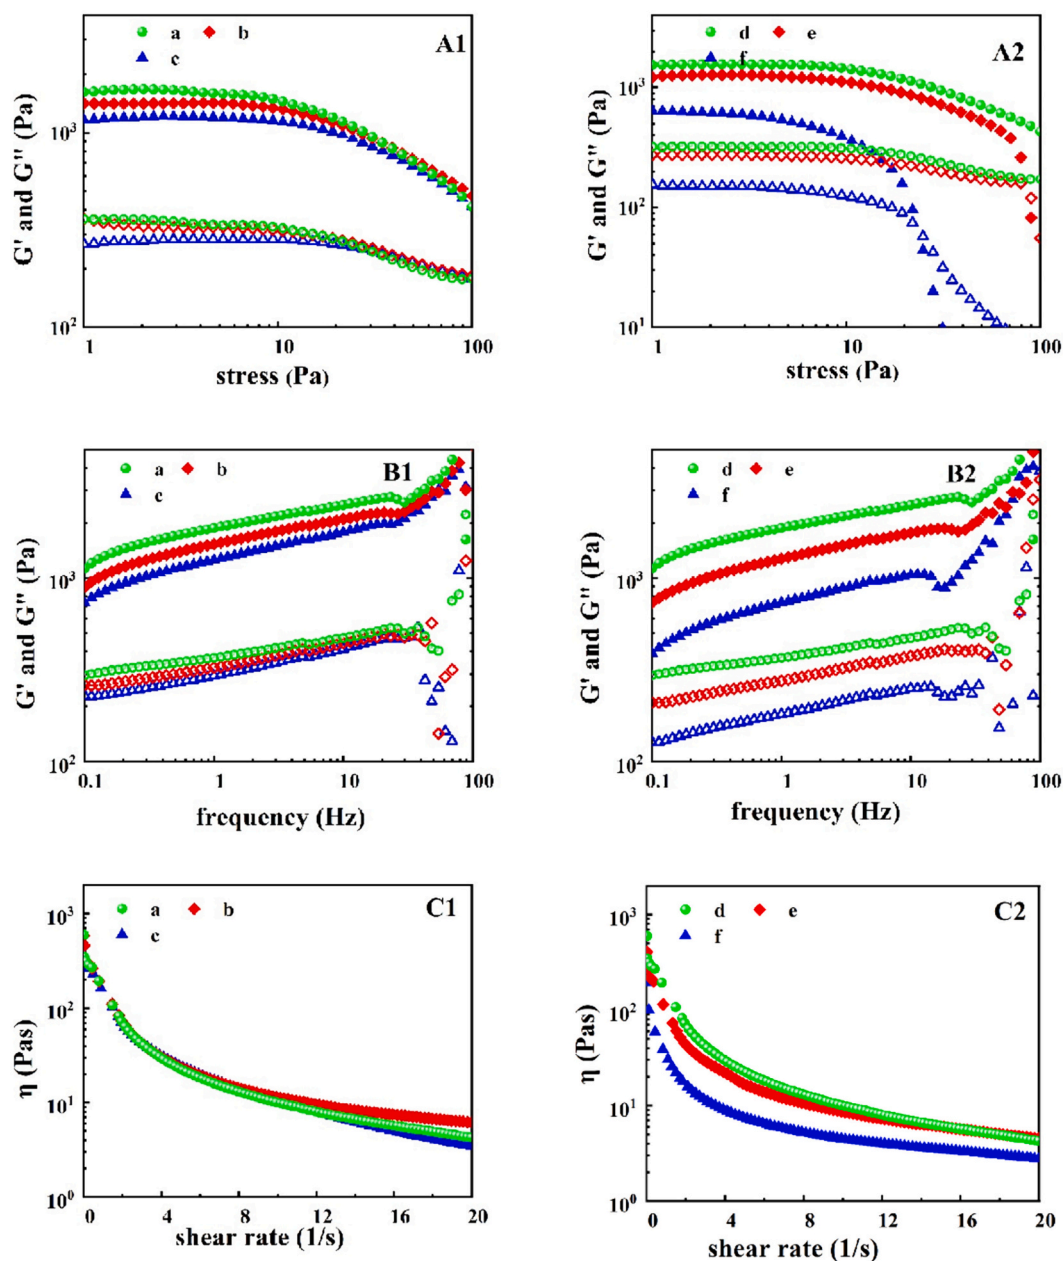 a b
c
A1
G' and G" (Pa)
10³
10²
1 10 100
stress (Pa)
d e
f
A2
G' and G" (Pa)
10³
10²
10¹
1 10 100
stress (Pa)
a b
c
B1
G' and G" (Pa)
10³
10²
0.1 1 10 100
frequency (Hz)
d e
f
B2
G' and G" (Pa)
10³
10²
0.1 1 10 100
frequency (Hz)
a b
c
C1
η (Pas)
10³
10²
10¹
10⁰
0 4 8 12 16 20
shear rate (1/s)
d e
f
C2
η (Pas)
10³
10²
10¹
10⁰
0 4 8 12 16 20
shear rate (1/s)